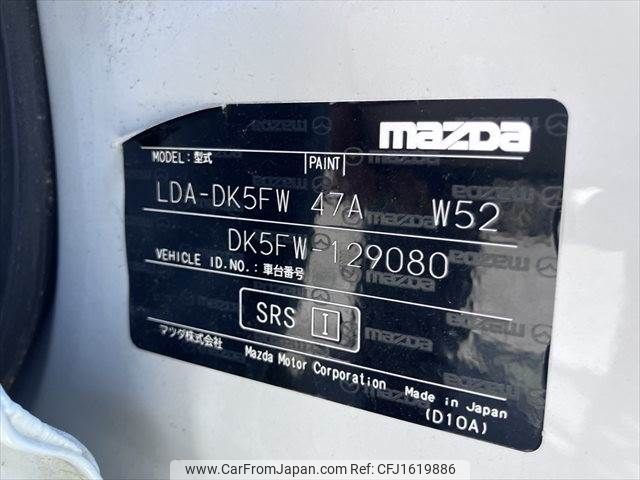 mazda
MODEL: 型式 PAINT
LDA-DK5FW 47A W52
DK5FW-129080
VEHICLE ID.NO.: 車台番号
SRS I
マツダ株式会社 Mazda Motor Corporation Made in Japan
(D10A)
www.CarFromJapan.com CFJ1619886